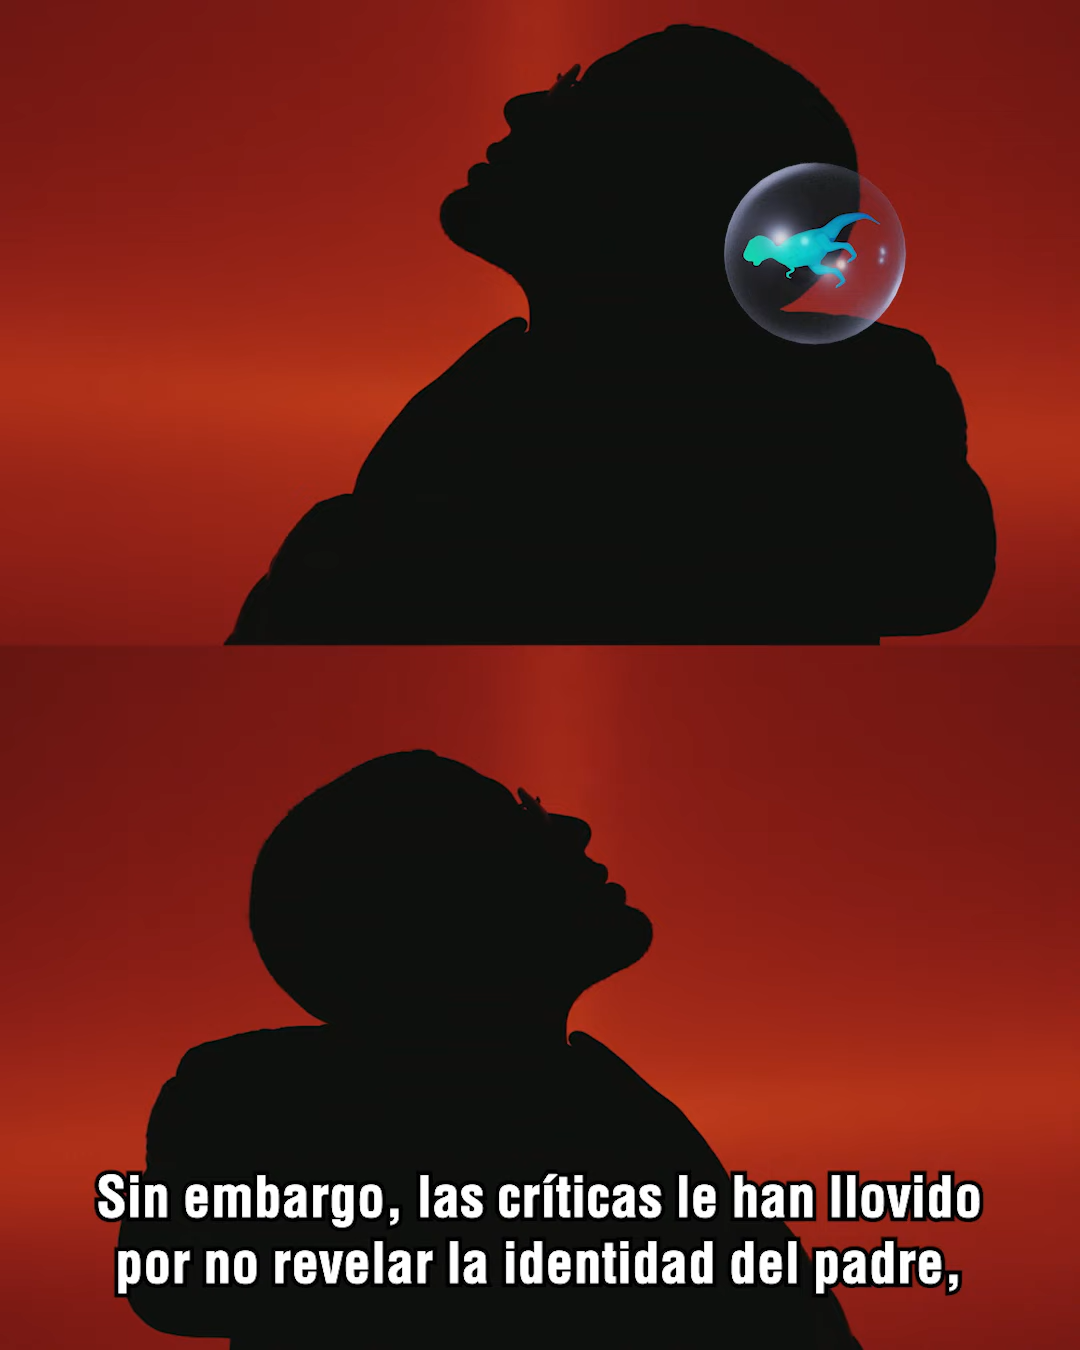 Sin embargo, las críticas le han llovido
por no revelar la identidad del padre,